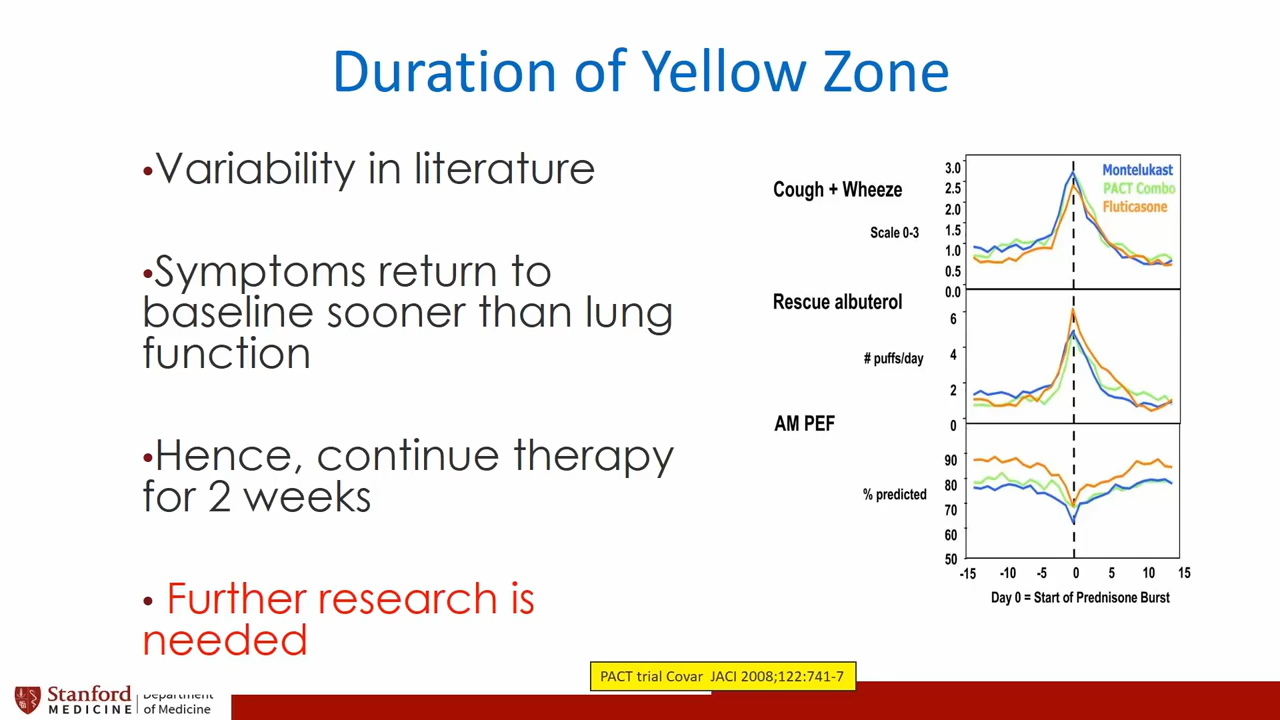 Duration of Yellow Zone
•Variability in literature
•Symptoms return to
baseline sooner than lung
function
•Hence, continue therapy
for 2 weeks
• Further research is
needed
Cough + Wheeze
Scale 0-3
3.0
2.5
2.0
1.5
1.0
0.5
0.0
Montelukast
PACT Combo
Fluticasone
Rescue albuterol
# puffs/day
6
4
2
0
AM PEF
% predicted
90
80
70
60
50
-15 -10 -5 0 5 10 15
Day 0 = Start of Prednisone Burst
PACT trial Covar JACI 2008;122:741-7
Stanford
MEDICINE
Department
of Medicine